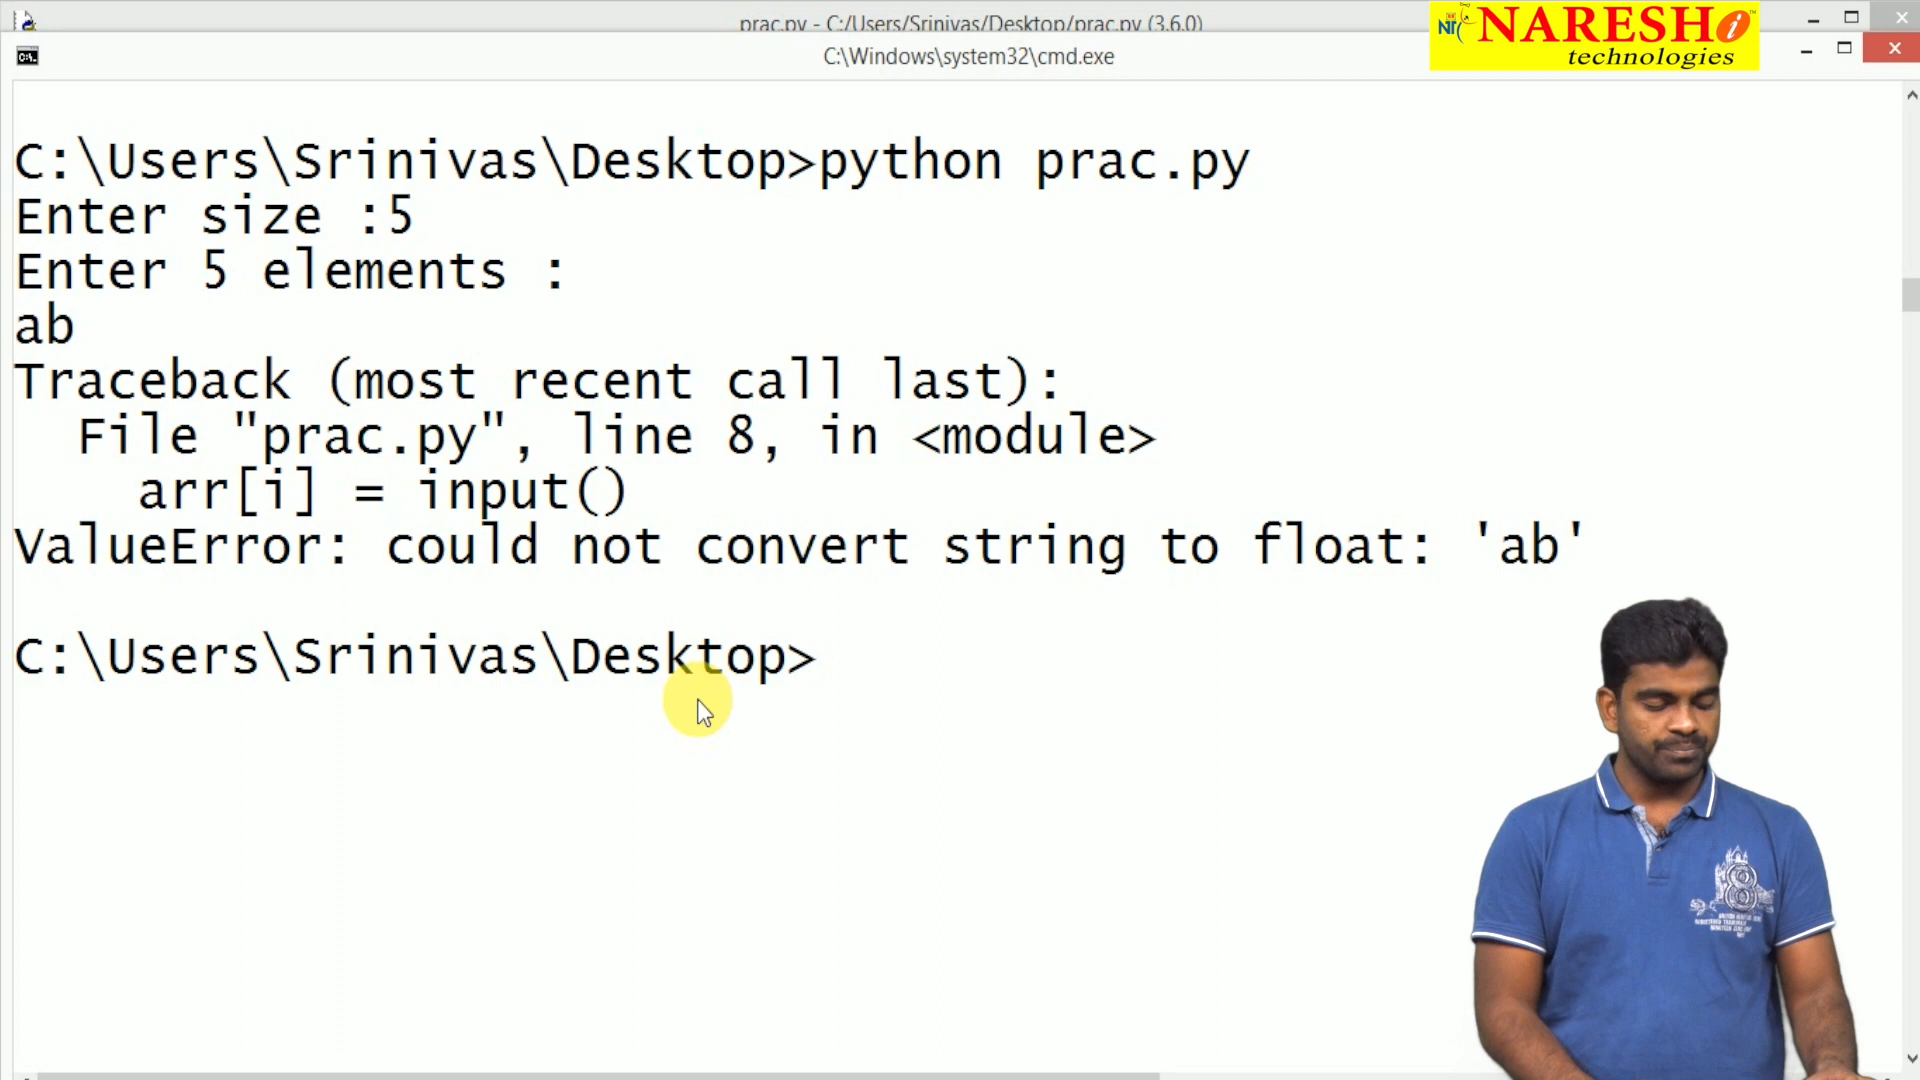 prac.py - C:/Users/Srinivas/Desktop/prac.py (3.6.0)
NARESH i
technologies
C:\Windows\system32\cmd.exe
C:\Users\Srinivas\Desktop>python prac.py
Enter size :5
Enter 5 elements :
ab
Traceback (most recent call last):
  File "prac.py", line 8, in <module>
    arr[i] = input()
ValueError: could not convert string to float: 'ab'
C:\Users\Srinivas\Desktop>
8